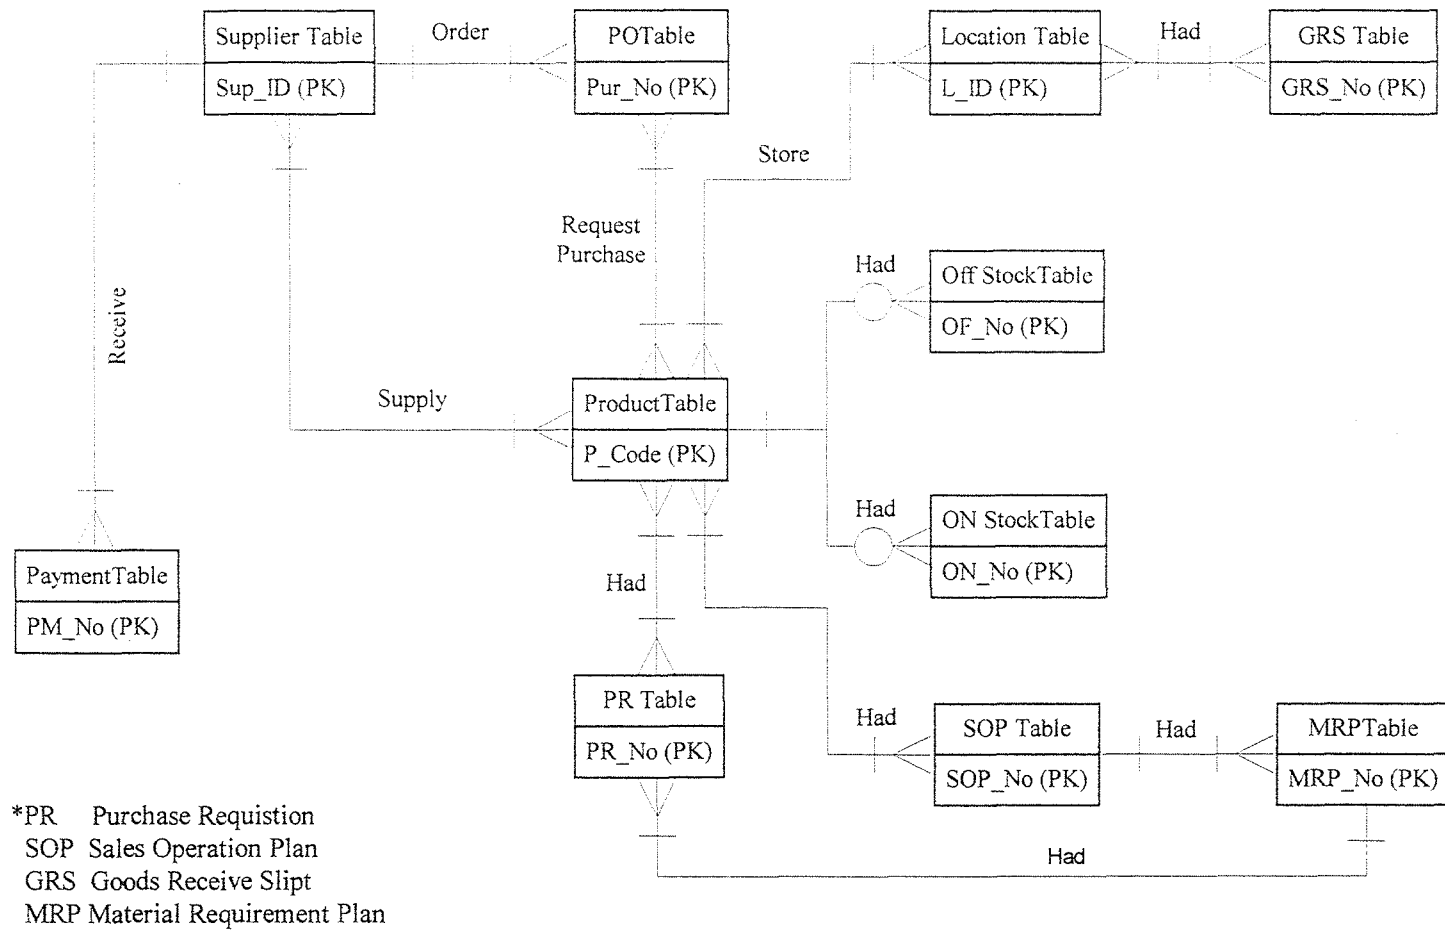 Supplier Table
Sup_ID (PK)
Order
POTable
Pur_No (PK)
Location Table
L_ID (PK)
Had
GRS Table
GRS_No (PK)
Store
Request
Purchase
Receive
Had
Off StockTable
OF_No (PK)
Supply
ProductTable
P_Code (PK)
Had
ON StockTable
ON_No (PK)
PaymentTable
PM_No (PK)
Had
PR Table
PR_No (PK)
Had
SOP Table
SOP_No (PK)
Had
MRPTable
MRP_No (PK)
Had
*PR Purchase Requistion
SOP Sales Operation Plan
GRS Goods Receive Slipt
MRP Material Requirement Plan